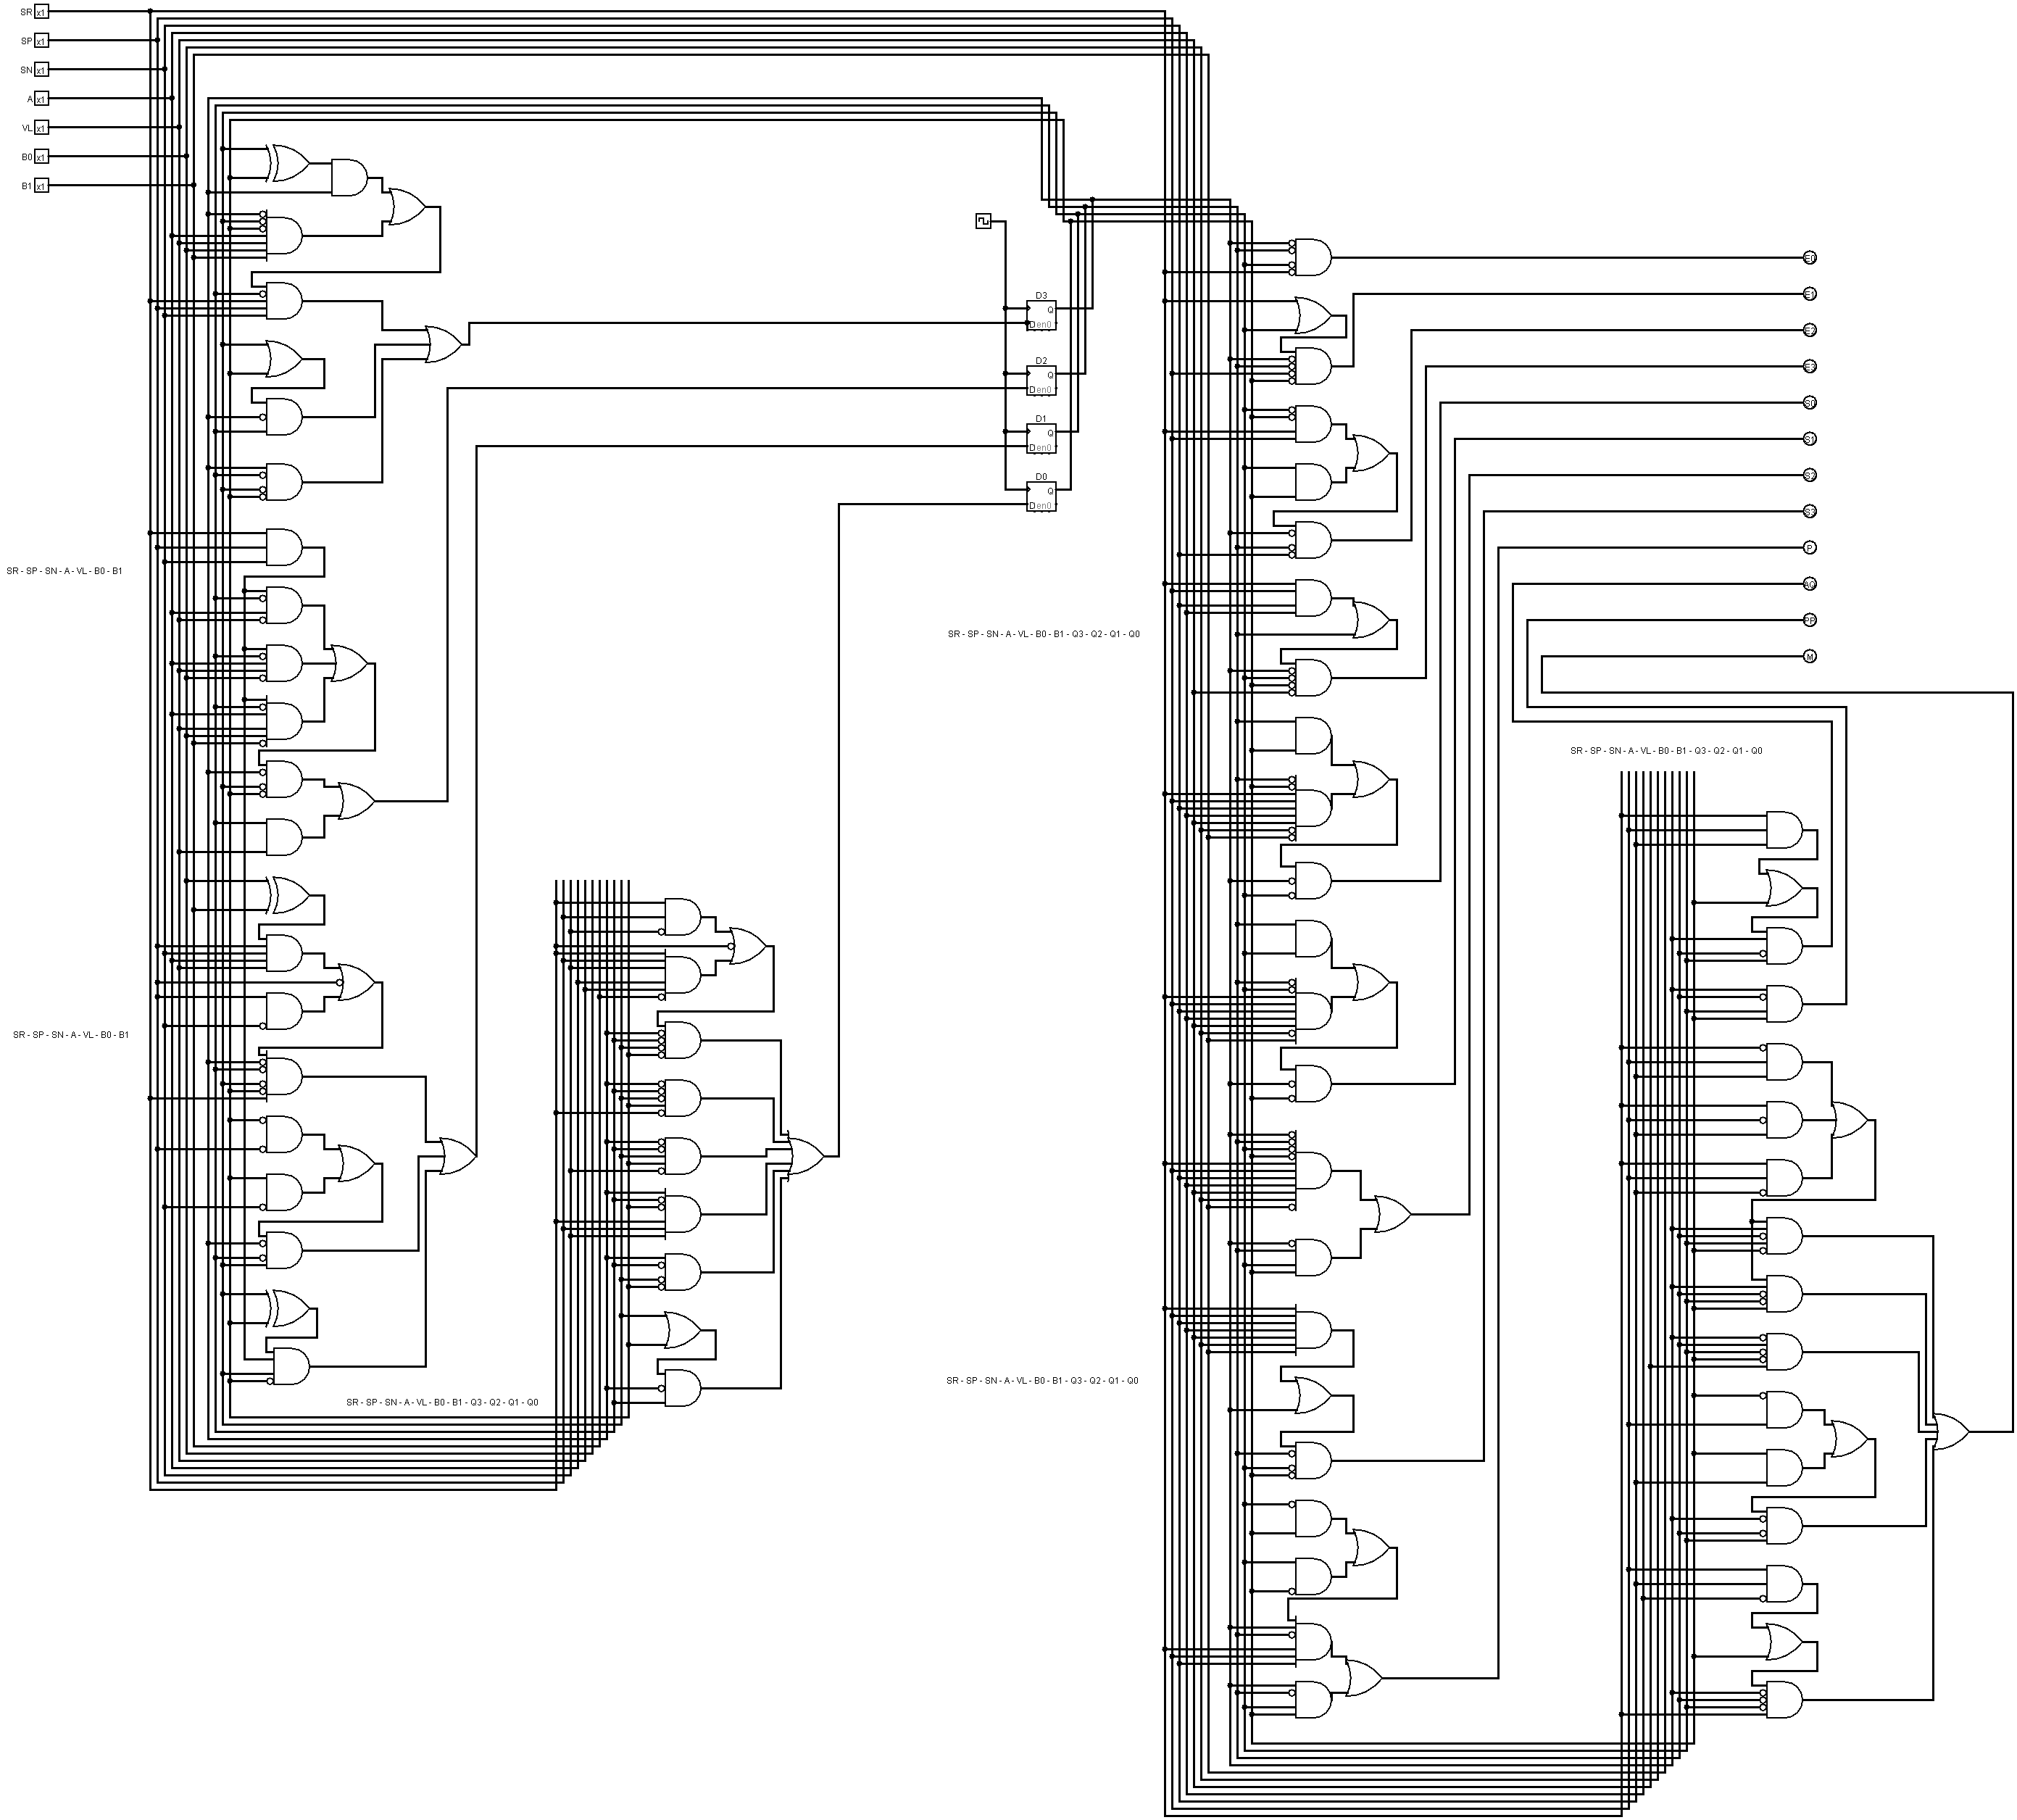 SR x1
SP x1
SN x1
A x1
VL x1
B0 x1
B1 x1
D3
Q
D en0
D2
Q
D en0
D1
Q
D en0
D0
Q
D en0
E0
E1
E2
E3
S0
S1
S2
S3
P
AQ
PP
M
SR - SP - SN - A - VL - B0 - B1
SR - SP - SN - A - VL - B0 - B1 - Q3 - Q2 - Q1 - Q0
SR - SP - SN - A - VL - B0 - B1 - Q3 - Q2 - Q1 - Q0
SR - SP - SN - A - VL - B0 - B1
SR - SP - SN - A - VL - B0 - B1 - Q3 - Q2 - Q1 - Q0
SR - SP - SN - A - VL - B0 - B1 - Q3 - Q2 - Q1 - Q0